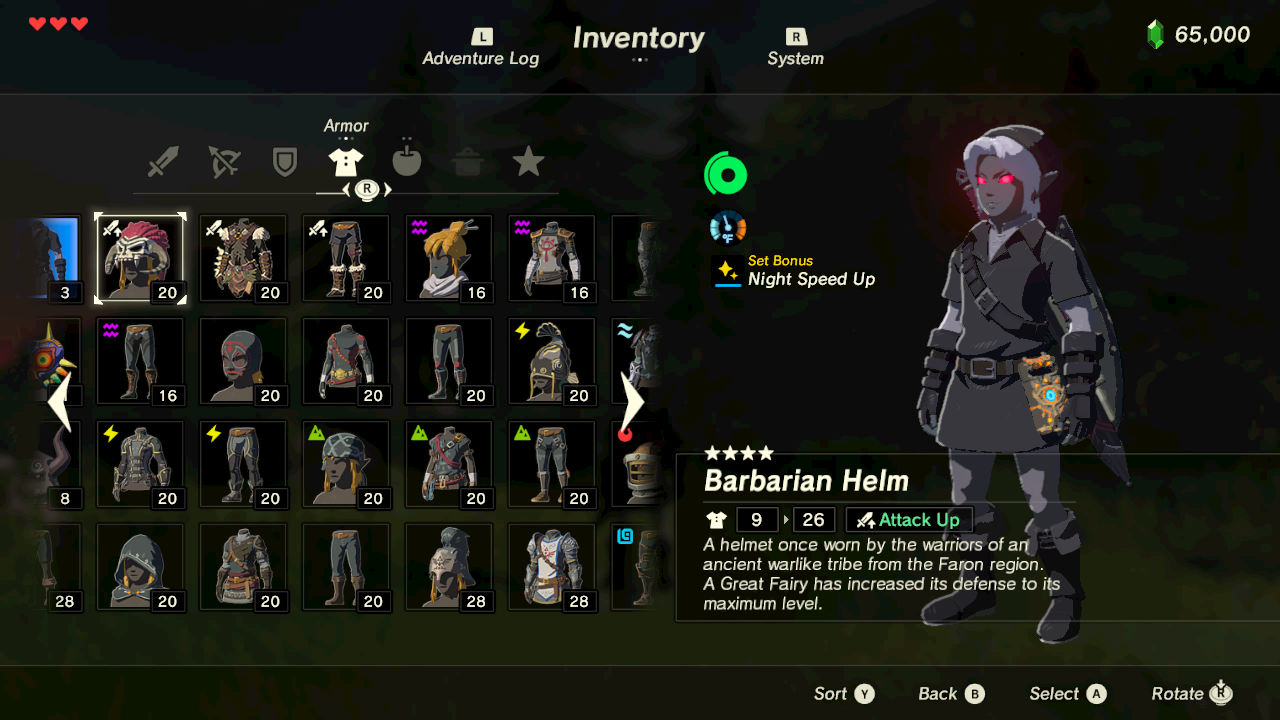 L
Inventory
R
65,000
Adventure Log
System
Armor
R
3
20
20
20
16
16
16
20
20
20
20
8
20
20
20
20
20
28
20
20
20
28
28
°F
Set Bonus
Night Speed Up
Barbarian Helm
9
26
Attack Up
A helmet once worn by the warriors of an
ancient warlike tribe from the Faron region.
A Great Fairy has increased its defense to its
maximum level.
Sort Y
Back B
Select A
Rotate R